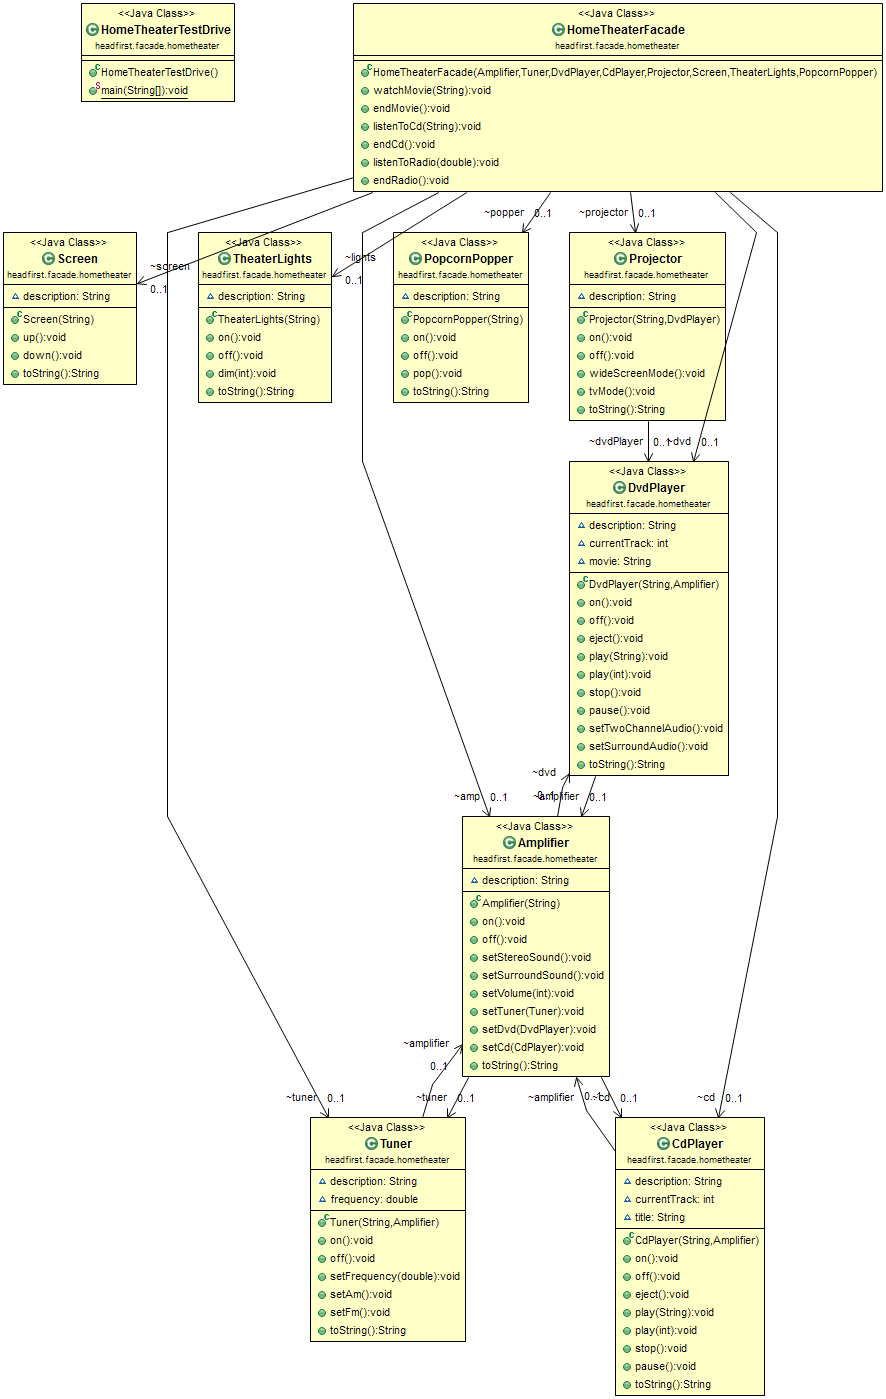 <<Java Class>>
HomeTheaterTestDrive
headfirst.facade.hometheater
HomeTheaterTestDrive()
main(String[]):void
<<Java Class>>
HomeTheaterFacade
headfirst.facade.hometheater
HomeTheaterFacade(Amplifier,Tuner,DvdPlayer,CdPlayer,Projector,Screen,TheaterLights,PopcornPopper)
watchMovie(String):void
endMovie():void
listenToCd(String):void
endCd():void
listenToRadio(double):void
endRadio():void
~screen
0..1
~lights
0..1
~popper
0..1
~projector
0..1
<<Java Class>>
Screen
headfirst.facade.hometheater
description: String
Screen(String)
up():void
down():void
toString():String
<<Java Class>>
TheaterLights
headfirst.facade.hometheater
description: String
TheaterLights(String)
on():void
off():void
dim(int):void
toString():String
<<Java Class>>
PopcornPopper
headfirst.facade.hometheater
description: String
PopcornPopper(String)
on():void
off():void
pop():void
toString():String
<<Java Class>>
Projector
headfirst.facade.hometheater
description: String
Projector(String,DvdPlayer)
on():void
off():void
wideScreenMode():void
tvMode():void
toString():String
~dvdPlayer
0..1
~dvd
0..1
<<Java Class>>
DvdPlayer
headfirst.facade.hometheater
description: String
currentTrack: int
movie: String
DvdPlayer(String,Amplifier)
on():void
off():void
eject():void
play(String):void
play(int):void
stop():void
pause():void
setTwoChannelAudio():void
setSurroundAudio():void
toString():String
~dvd
0..1
~amplifier
0..1
~amp
0..1
<<Java Class>>
Amplifier
headfirst.facade.hometheater
description: String
Amplifier(String)
on():void
off():void
setStereoSound():void
setSurroundSound():void
setVolume(int):void
setTuner(Tuner):void
setDvd(DvdPlayer):void
setCd(CdPlayer):void
toString():String
~amplifier
0..1
~tuner
0..1
~tuner
0..1
~amplifier
0..1
~cd
0..1
~cd
0..1
<<Java Class>>
Tuner
headfirst.facade.hometheater
description: String
frequency: double
Tuner(String,Amplifier)
on():void
off():void
setFrequency(double):void
setAm():void
setFm():void
toString():String
<<Java Class>>
CdPlayer
headfirst.facade.hometheater
description: String
currentTrack: int
title: String
CdPlayer(String,Amplifier)
on():void
off():void
eject():void
play(String):void
play(int):void
stop():void
pause():void
toString():String